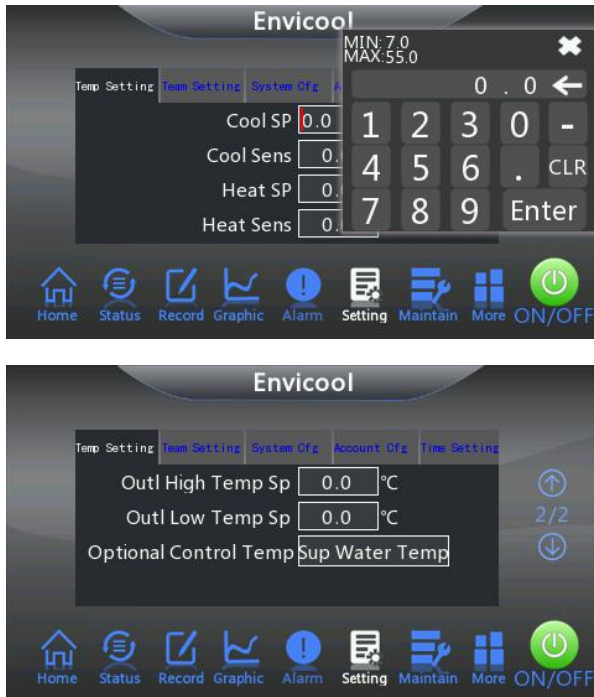 Envicool
MIN: 7.0
MAX:55.0
0 . 0
Temp Setting Team Setting System Cfg
Cool SP 0.0
Cool Sens 0.
Heat SP 0.
Heat Sens 0.
1 2 3 0 -
4 5 6 . CLR
7 8 9 Enter
Home Status Record Graphic Alarm Setting Maintain More ON/OFF
Envicool
Temp Setting Team Setting System Cfg Account Cfg Time Setting
Outl High Temp Sp 0.0 °C
Outl Low Temp Sp 0.0 °C
2/2
Optional Control Temp Sup Water Temp
Home Status Record Graphic Alarm Setting Maintain More ON/OFF